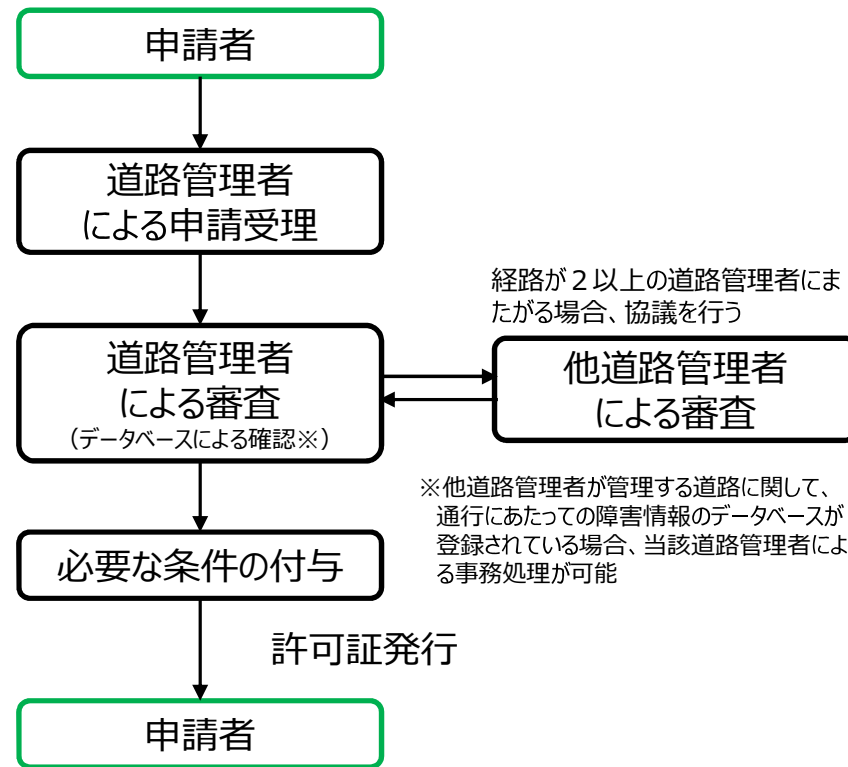 申請者
道路管理者
による申請受理
経路が２以上の道路管理者にま
たがる場合、協議を行う
道路管理者
による審査
（データベースによる確認※）
他道路管理者
による審査
※他道路管理者が管理する道路に関して、
通行にあたっての障害情報のデータベースが
登録されている場合、当該道路管理者によ
る事務処理が可能
必要な条件の付与
許可証発行
申請者